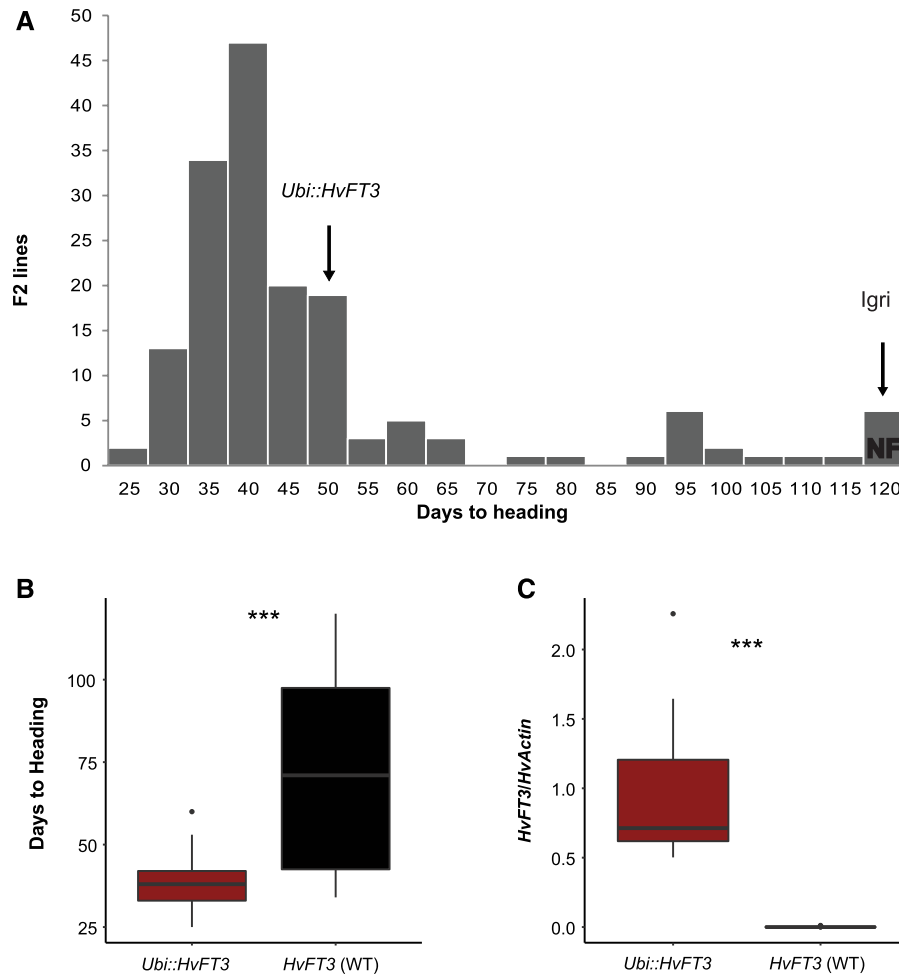 A
50
45
40
35
30
25
20
15
10
5
0
F2 lines
Ubi::HvFT3
Igri
NF
25 30 35 40 45 50 55 60 65 70 75 80 85 90 95 100 105 110 115 120
Days to heading
B
***
100
75
50
25
Days to Heading
Ubi::HvFT3 HvFT3 (WT)
C
***
2.0
1.5
1.0
0.5
0.0
HvFT3/HvActin
Ubi::HvFT3 HvFT3 (WT)